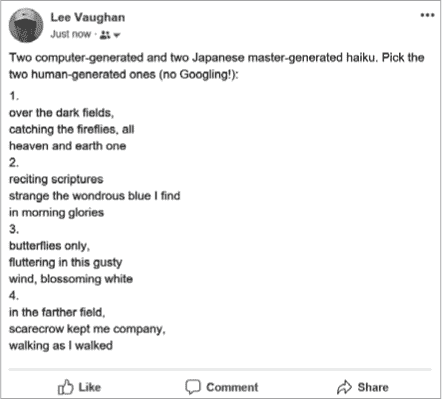 Lee Vaughan
Just now
Two computer-generated and two Japanese master-generated haiku. Pick the
two human-generated ones (no Googling!):
1.
over the dark fields,
catching the fireflies, all
heaven and earth one
2.
reciting scriptures
strange the wondrous blue I find
in morning glories
3.
butterflies only,
fluttering in this gusty
wind, blossoming white
4.
in the farther field,
scarecrow kept me company,
walking as I walked
Like Comment Share